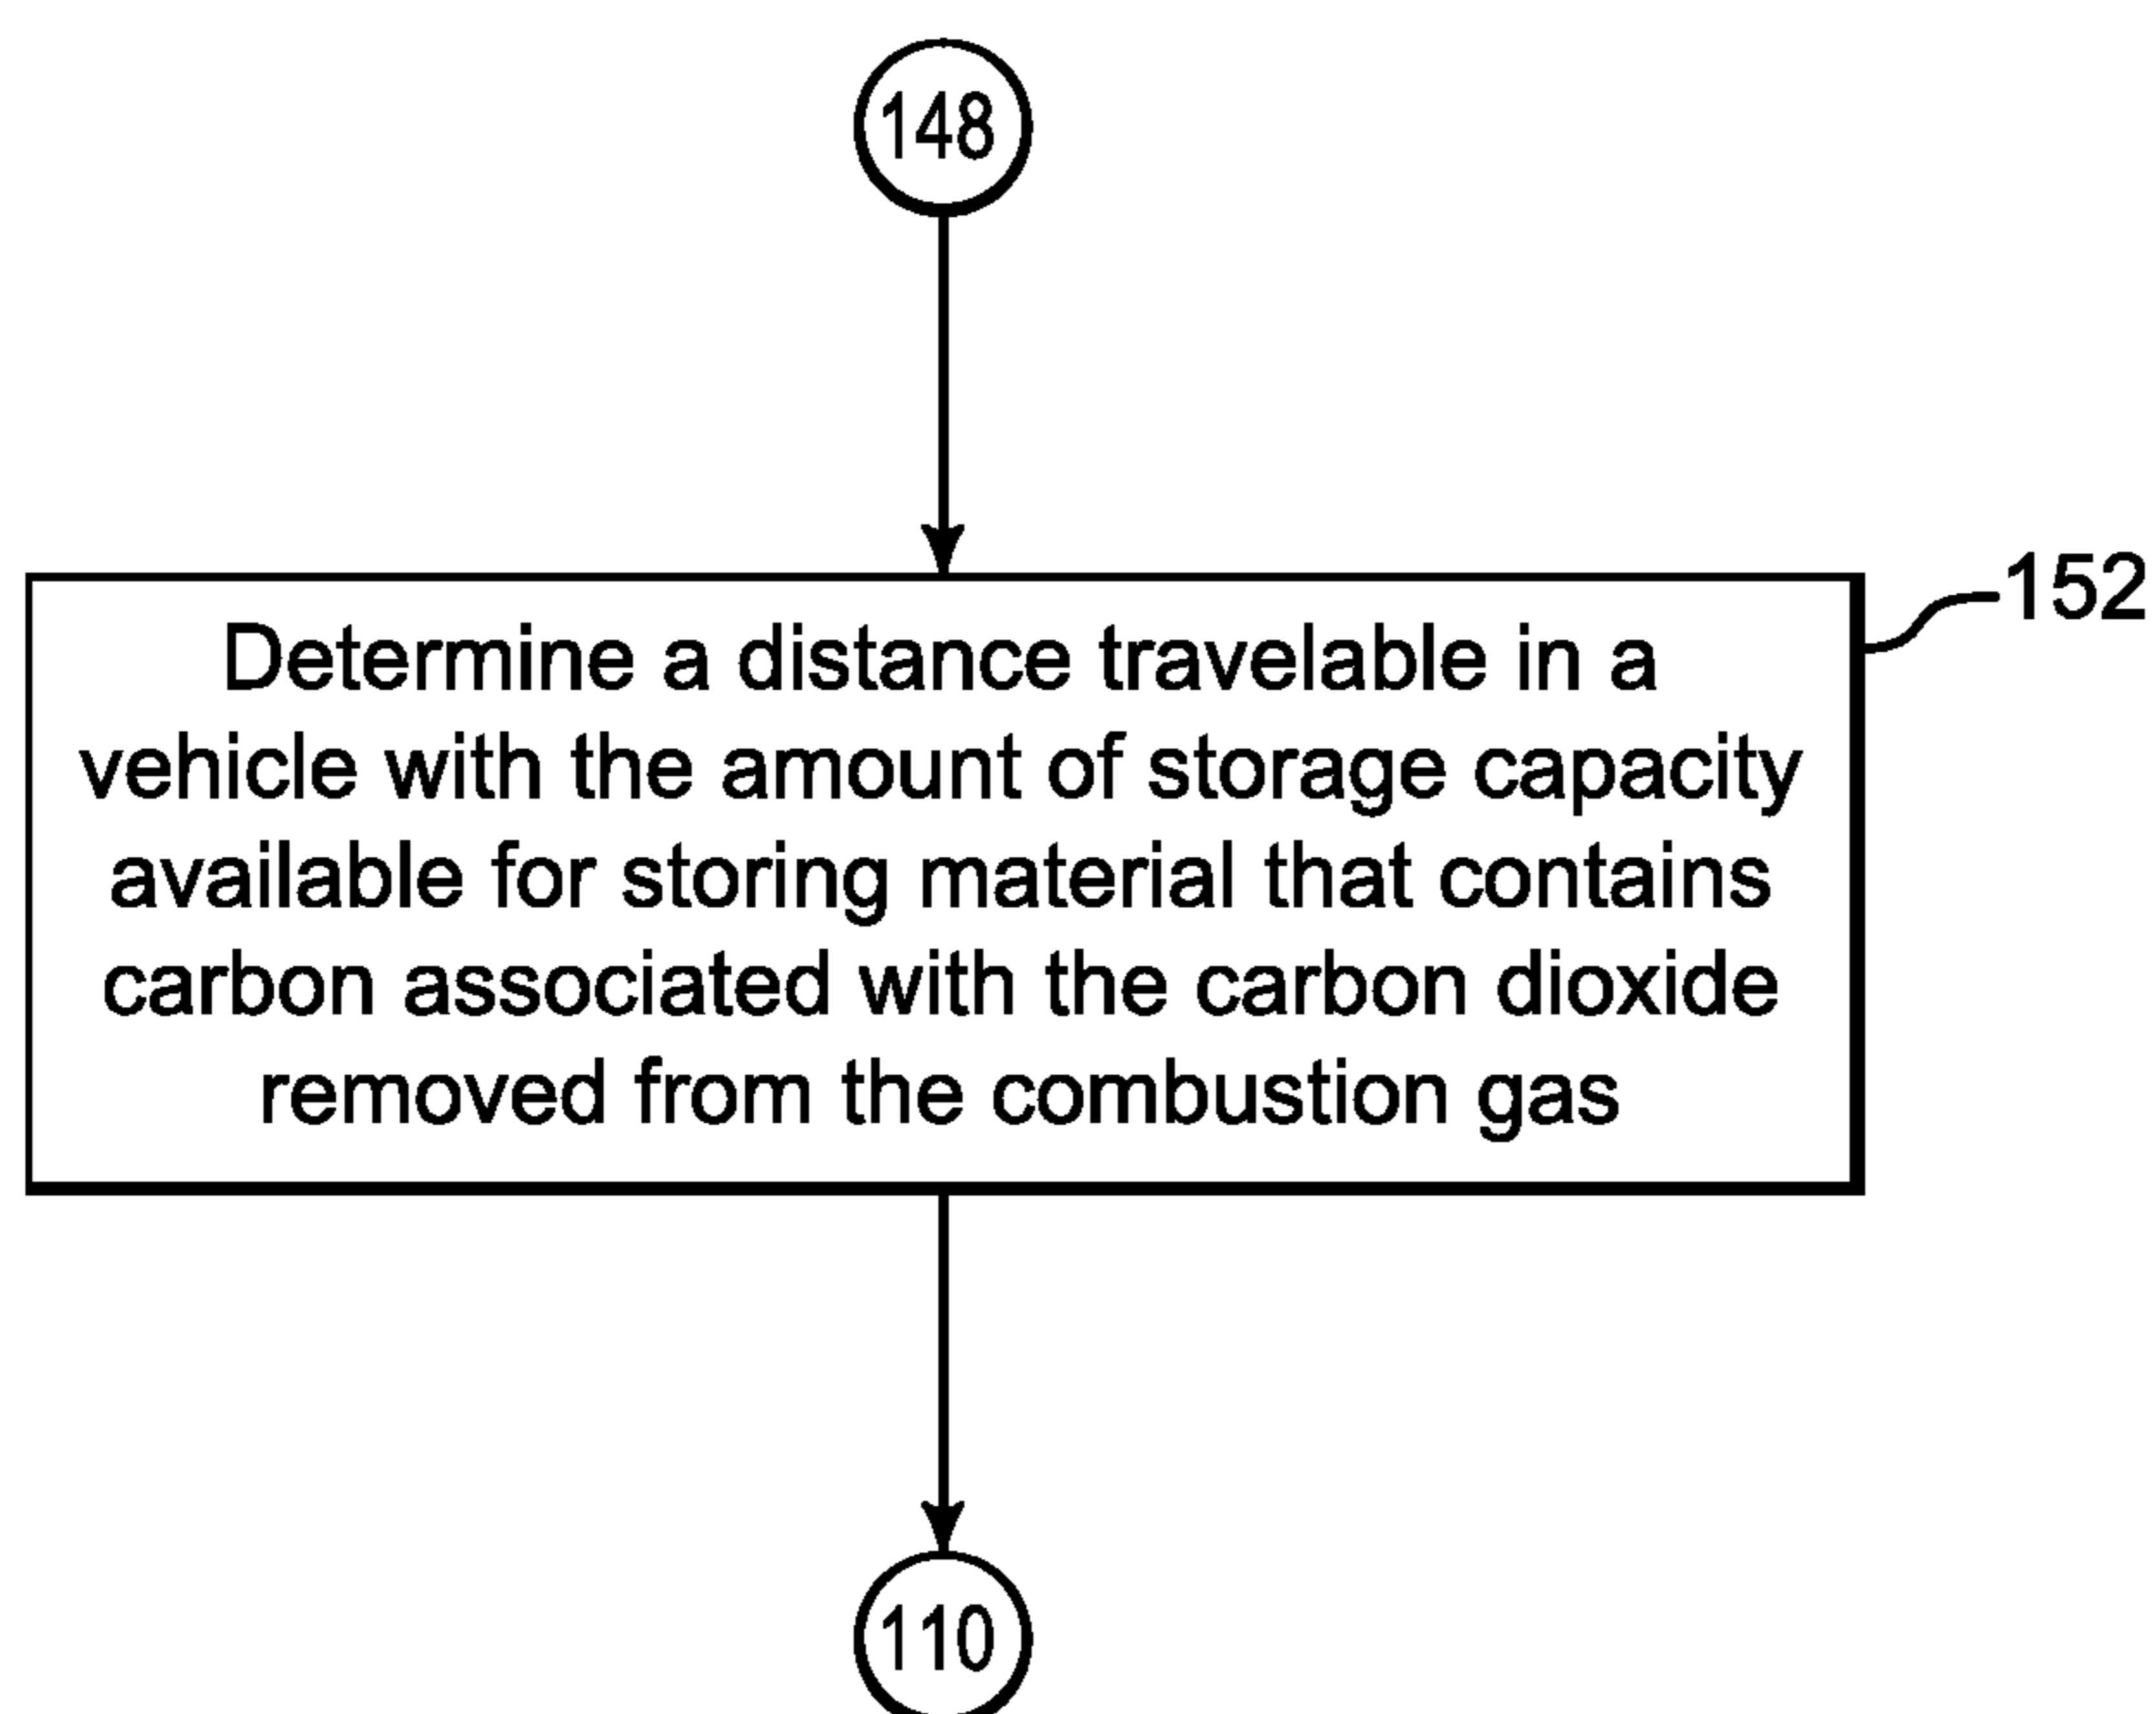 148
152
Determine a distance travelable in a
vehicle with the amount of storage capacity
available for storing material that contains
carbon associated with the carbon dioxide
removed from the combustion gas
110